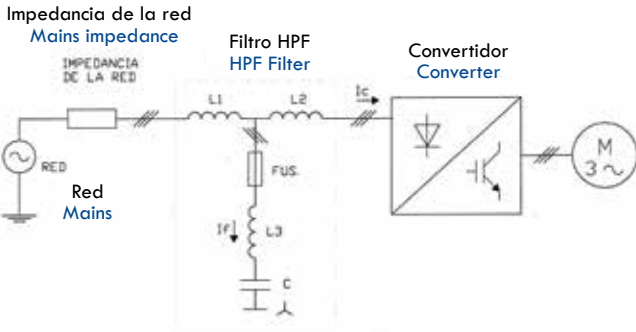 Impedancia de la red
Mains impedance
IMPEDANCIA
DE LA RED
Filtro HPF
HPF Filter
Convertidor
Converter
L1
L2
Ic
RED
Red
Mains
FUS.
If
L3
C
M
3